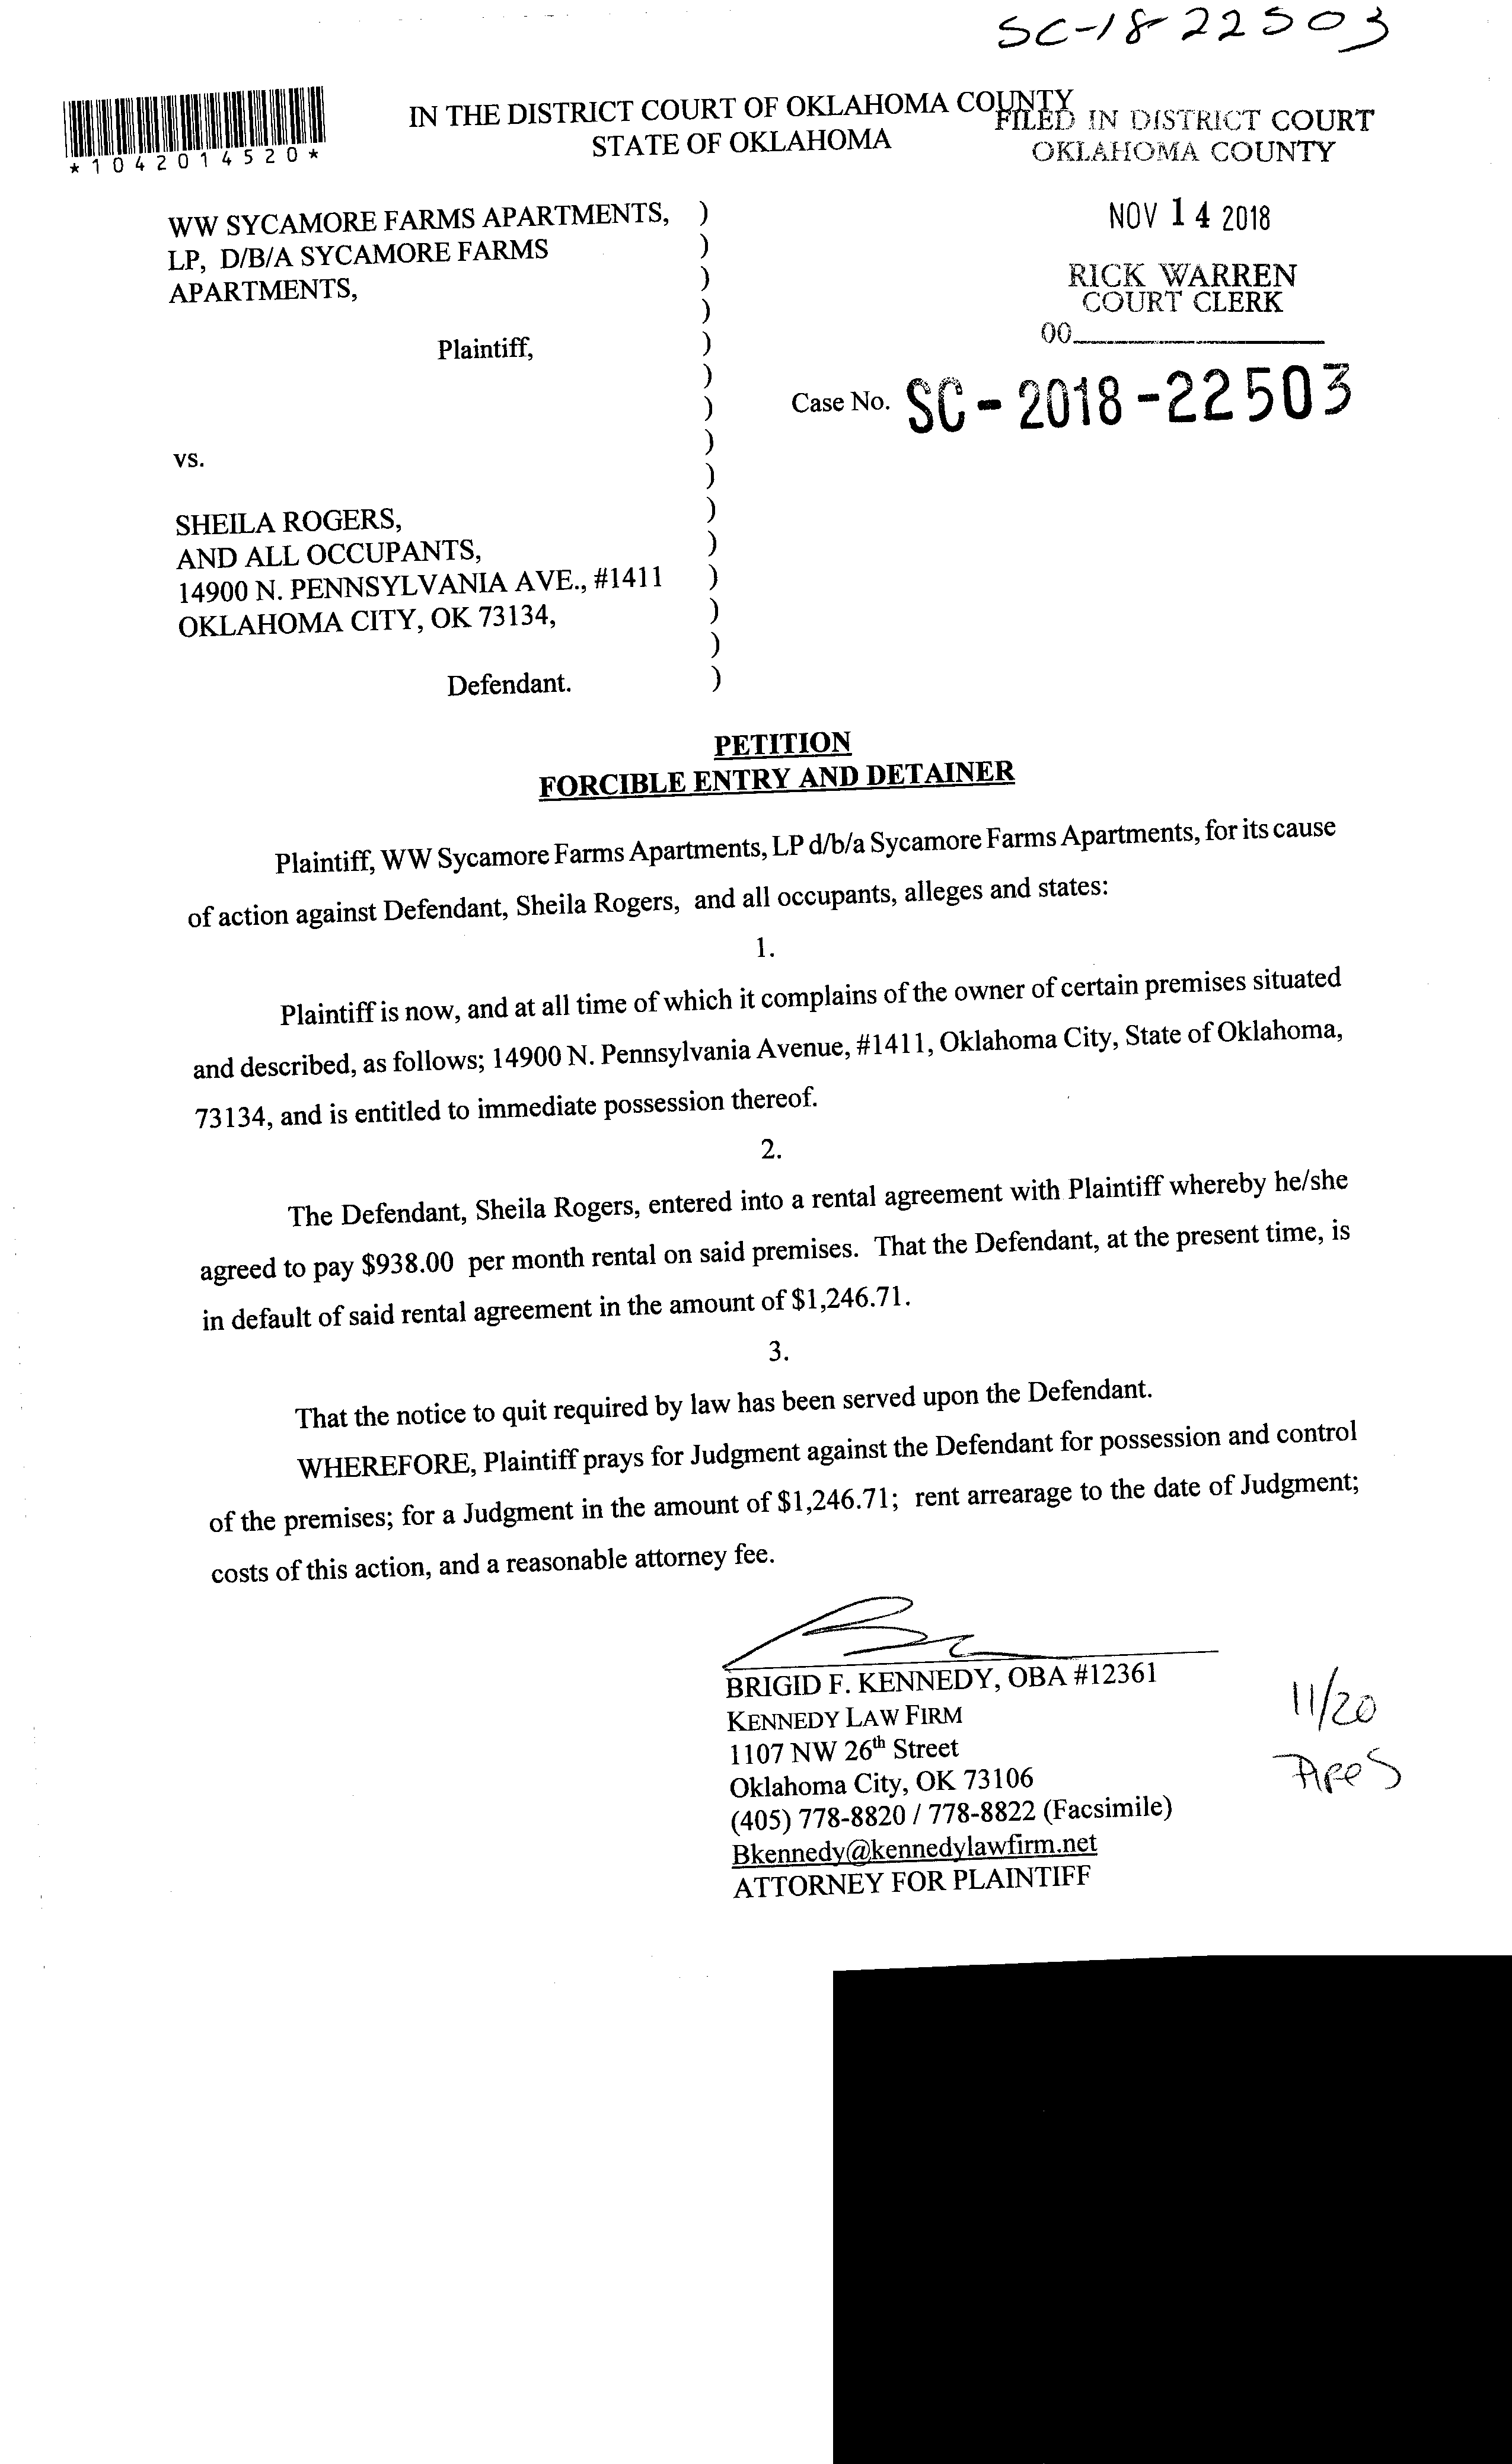 SC-18-22503
*1042014520*
IN THE DISTRICT COURT OF OKLAHOMA COUNTY
STATE OF OKLAHOMA
FILED IN DISTRICT COURT
OKLAHOMA COUNTY
NOV 14 2018
RICK WARREN
COURT CLERK
00
WW SYCAMORE FARMS APARTMENTS, )
LP, D/B/A SYCAMORE FARMS )
APARTMENTS, )
)
Plaintiff, )
)
) Case No. SC-2018-22503
)
vs. )
)
SHEILA ROGERS, )
AND ALL OCCUPANTS, )
14900 N. PENNSYLVANIA AVE., #1411 )
OKLAHOMA CITY, OK 73134, )
)
Defendant. )
PETITION
FORCIBLE ENTRY AND DETAINER
Plaintiff, WW Sycamore Farms Apartments, LP d/b/a Sycamore Farms Apartments, for its cause
of action against Defendant, Sheila Rogers, and all occupants, alleges and states:
1.
Plaintiff is now, and at all time of which it complains of the owner of certain premises situated
and described, as follows; 14900 N. Pennsylvania Avenue, #1411, Oklahoma City, State of Oklahoma,
73134, and is entitled to immediate possession thereof.
2.
The Defendant, Sheila Rogers, entered into a rental agreement with Plaintiff whereby he/she
agreed to pay $938.00 per month rental on said premises. That the Defendant, at the present time, is
in default of said rental agreement in the amount of $1,246.71.
3.
That the notice to quit required by law has been served upon the Defendant.
WHEREFORE, Plaintiff prays for Judgment against the Defendant for possession and control
of the premises; for a Judgment in the amount of $1,246.71; rent arrearage to the date of Judgment;
costs of this action, and a reasonable attorney fee.
BRIGID F. KENNEDY, OBA #12361
KENNEDY LAW FIRM
1107 NW 26th Street
Oklahoma City, OK 73106
(405) 778-8820 / 778-8822 (Facsimile)
Bkennedy@kennedylawfirm.net
ATTORNEY FOR PLAINTIFF
11/20